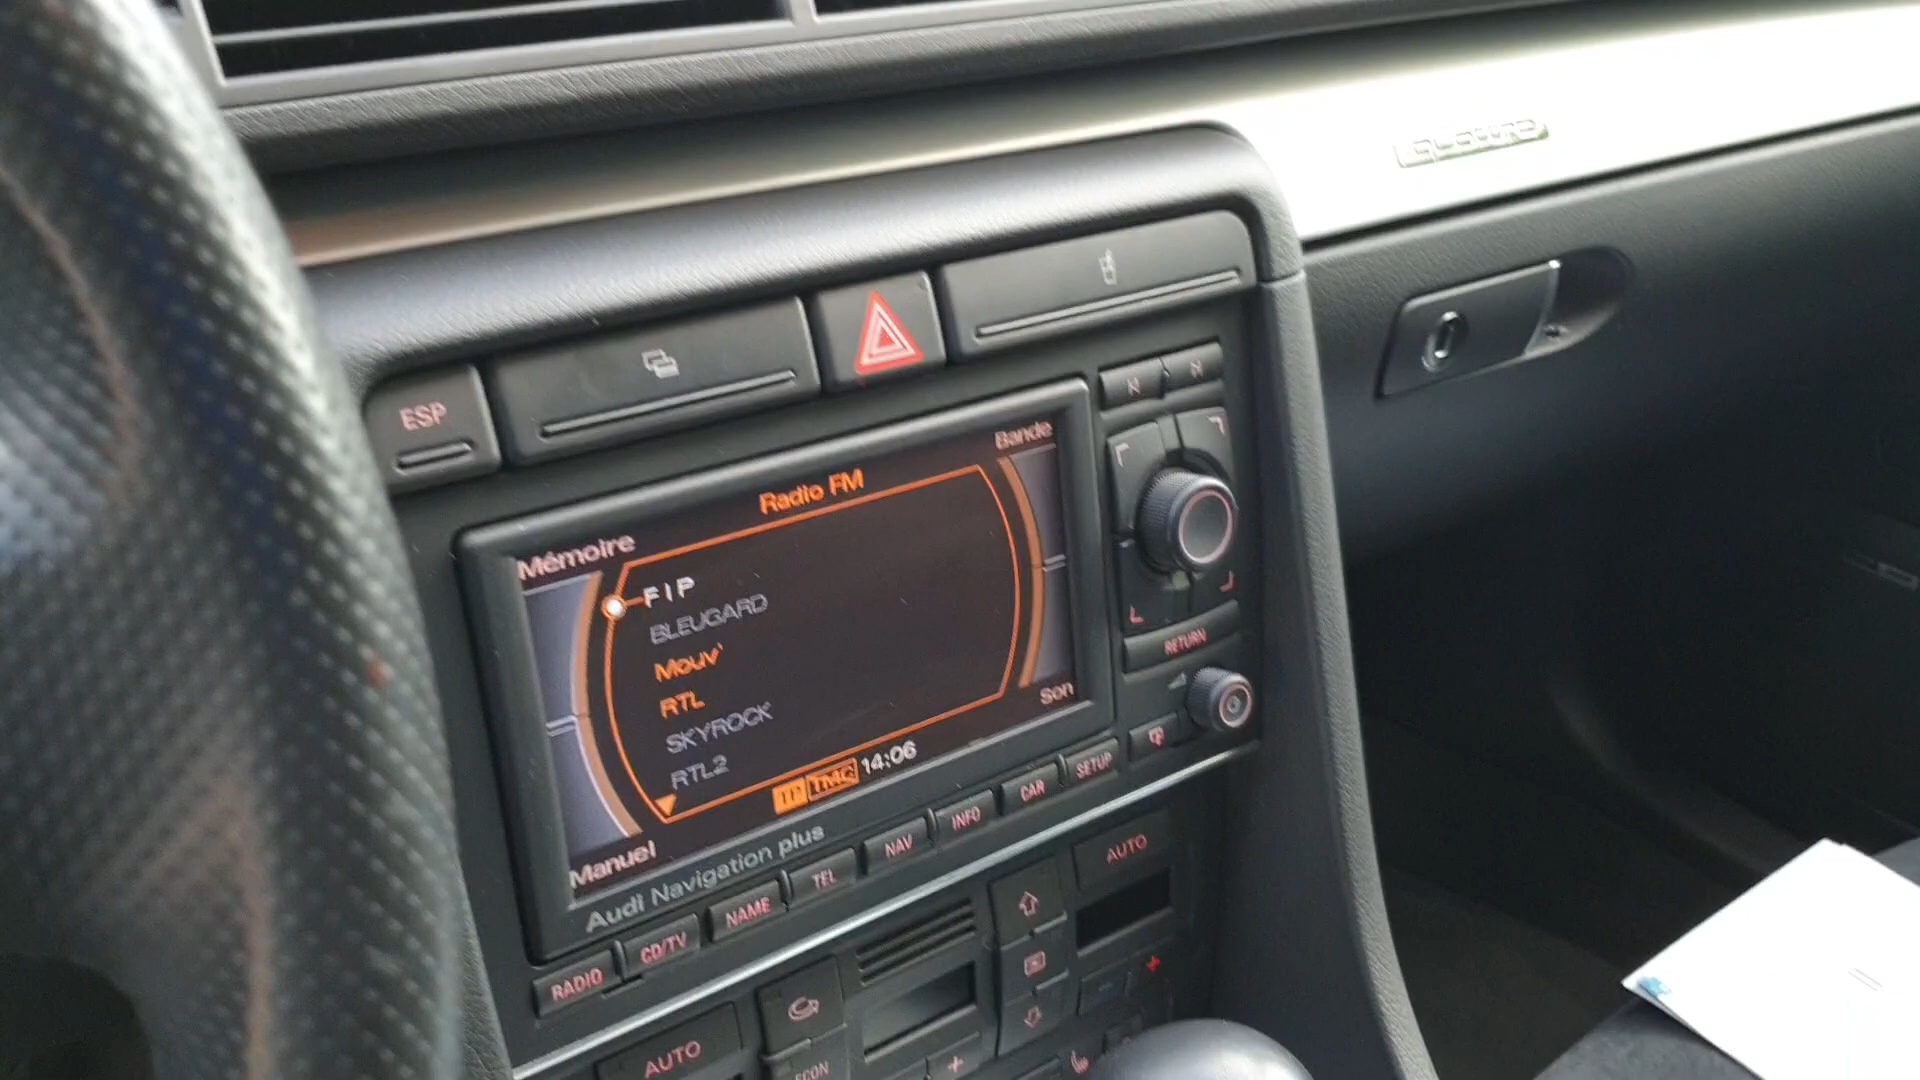 quattro
ESP
Bande
Radio FM
Mémoire
FIP
BLEUGARD
Mouv'
RTL
SKYROCK
RTL2
Son
TP TMC 14:06
Manuel
Audi Navigation plus
RETURN
RADIO CD/TV NAME TEL NAV INFO CAR SETUP
AUTO
AUTO
ECON